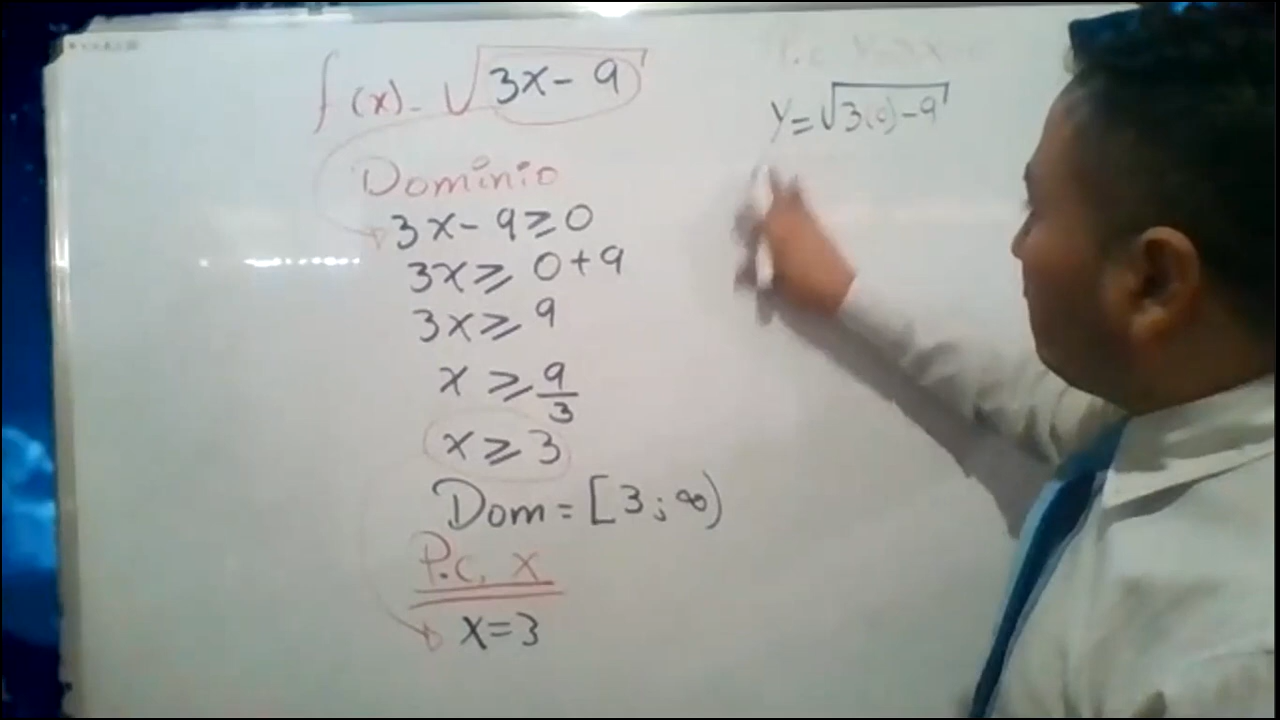 f(x)-√3x-9
Dominio
3x-9≥0
3x≥0+9
3x≥9
x≥9/3
x≥3
Dom=[3;∞)
P.c. x
x=3
y=√3(0)-9